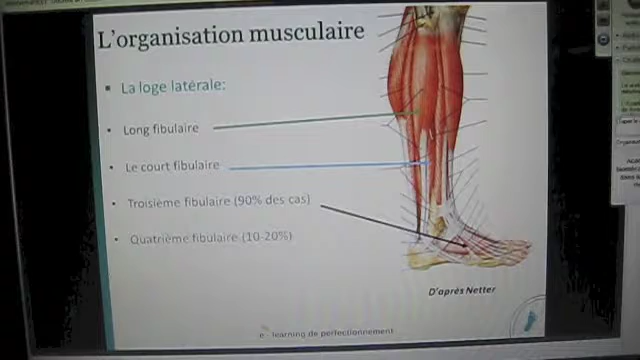 L'organisation musculaire
La loge latérale:
Long fibulaire
Le court fibulaire
Troisième fibulaire (90% des cas)
Quatrième fibulaire (10-20%)
D'après Netter
e - learning de perfectionnement